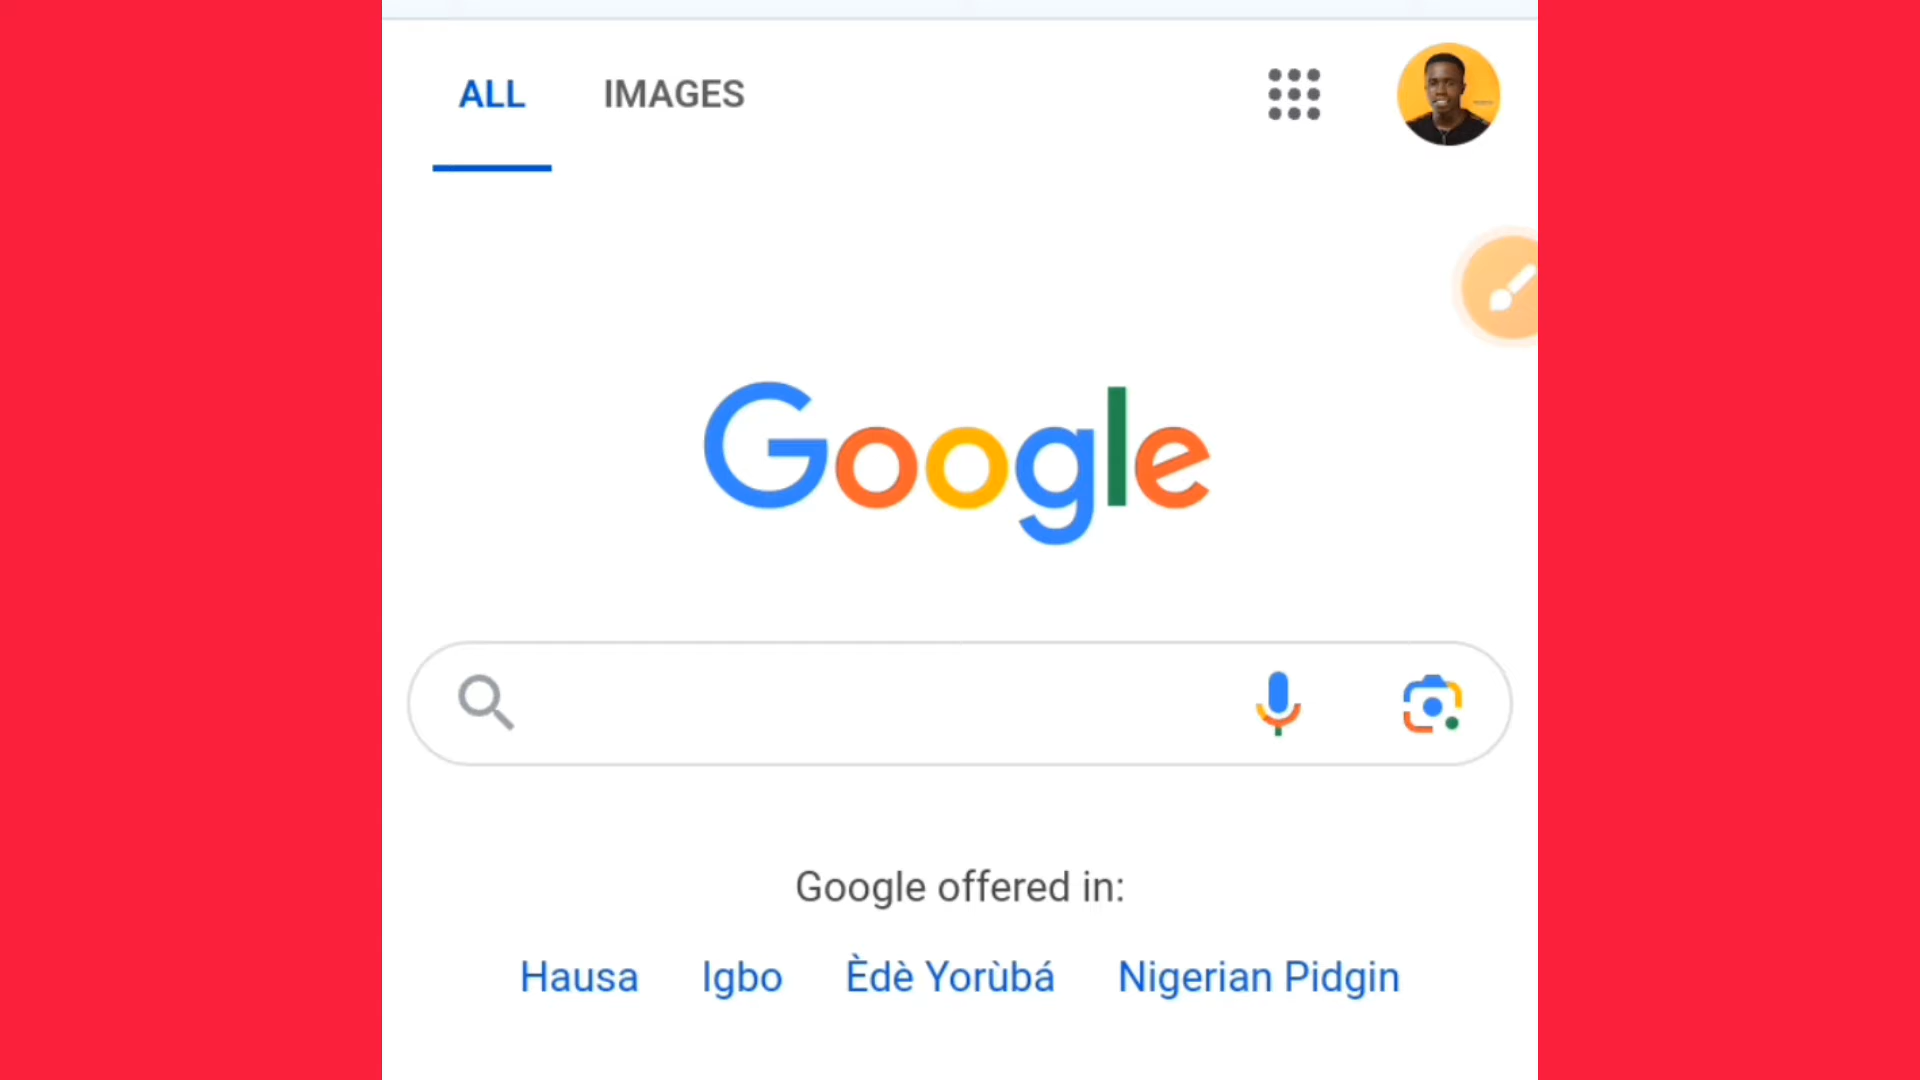 ALL IMAGES
Google
Google offered in:
Hausa Igbo Èdè Yorùbá Nigerian Pidgin